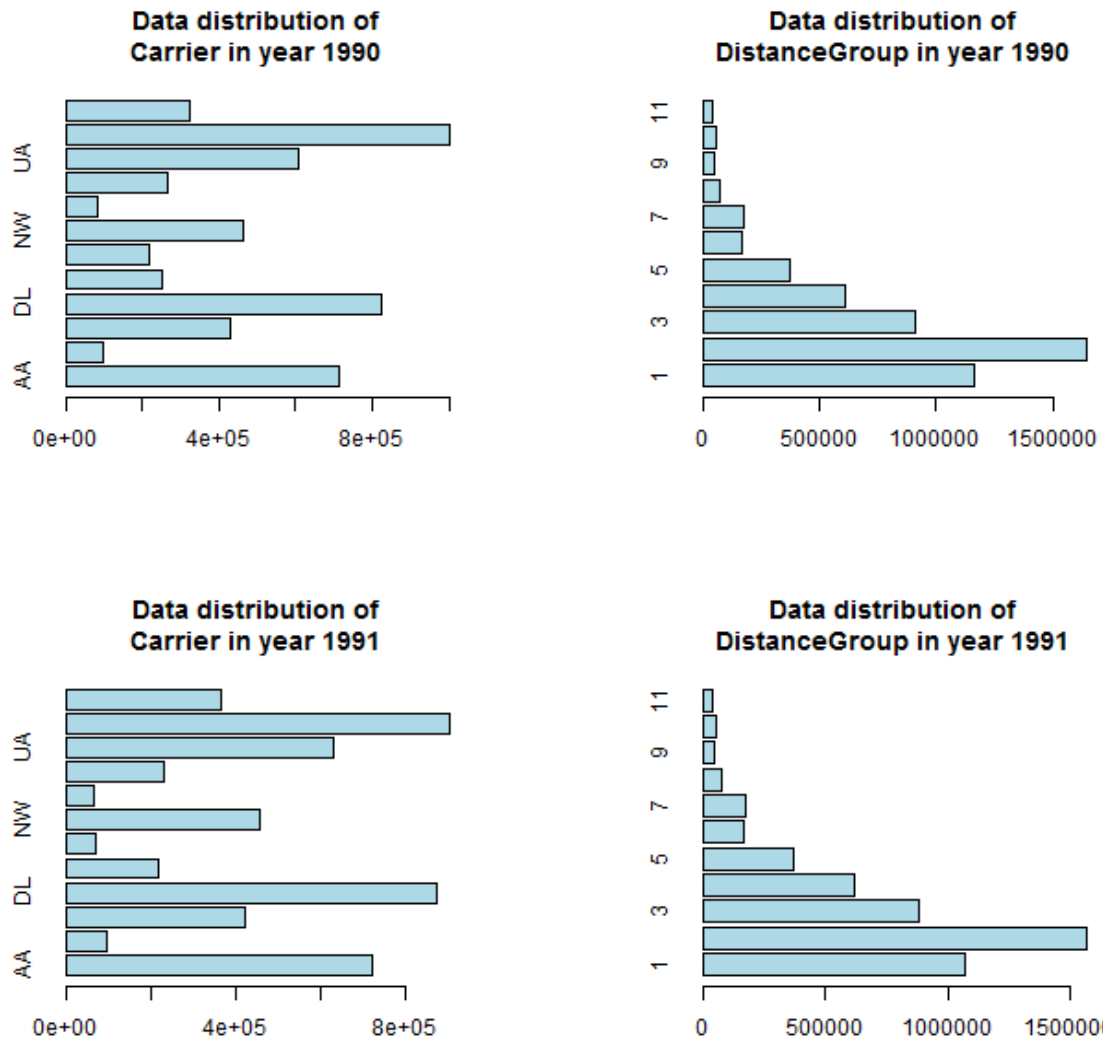 Data distribution of
Carrier in year 1990
UA
NW
DL
AA
0e+00 4e+05 8e+05
Data distribution of
DistanceGroup in year 1990
11
9
7
5
3
1
0 500000 1000000 1500000
Data distribution of
Carrier in year 1991
UA
NW
DL
AA
0e+00 4e+05 8e+05
Data distribution of
DistanceGroup in year 1991
11
9
7
5
3
1
0 500000 1000000 150000